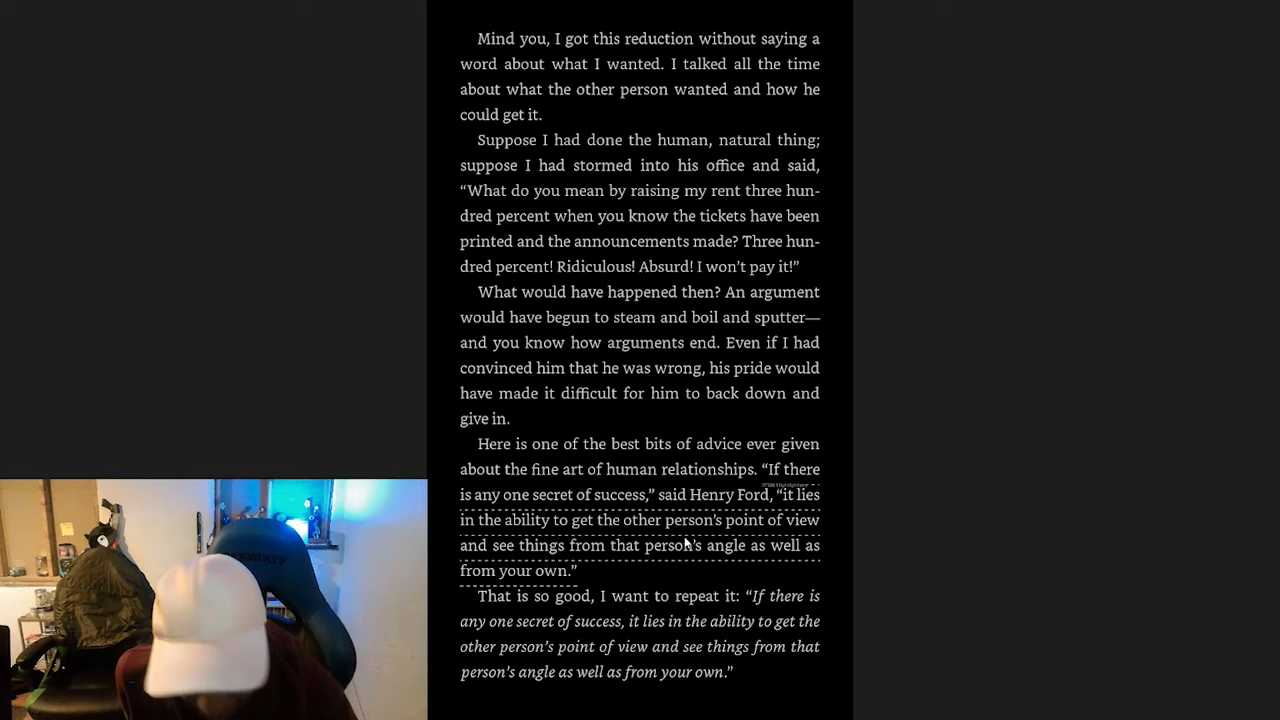 Mind you, I got this reduction without saying a
word about what I wanted. I talked all the time
about what the other person wanted and how he
could get it.
Suppose I had done the human, natural thing;
suppose I had stormed into his office and said,
“What do you mean by raising my rent three hun-
dred percent when you know the tickets have been
printed and the announcements made? Three hun-
dred percent! Ridiculous! Absurd! I won’t pay it!”
What would have happened then? An argument
would have begun to steam and boil and sputter—
and you know how arguments end. Even if I had
convinced him that he was wrong, his pride would
have made it difficult for him to back down and
give in.
Here is one of the best bits of advice ever given
about the fine art of human relationships. “If there
is any one secret of success,” said Henry Ford, “it lies
in the ability to get the other person’s point of view
and see things from that person’s angle as well as
from your own.”
That is so good, I want to repeat it: “If there is
any one secret of success, it lies in the ability to get the
other person’s point of view and see things from that
person’s angle as well as from your own.”